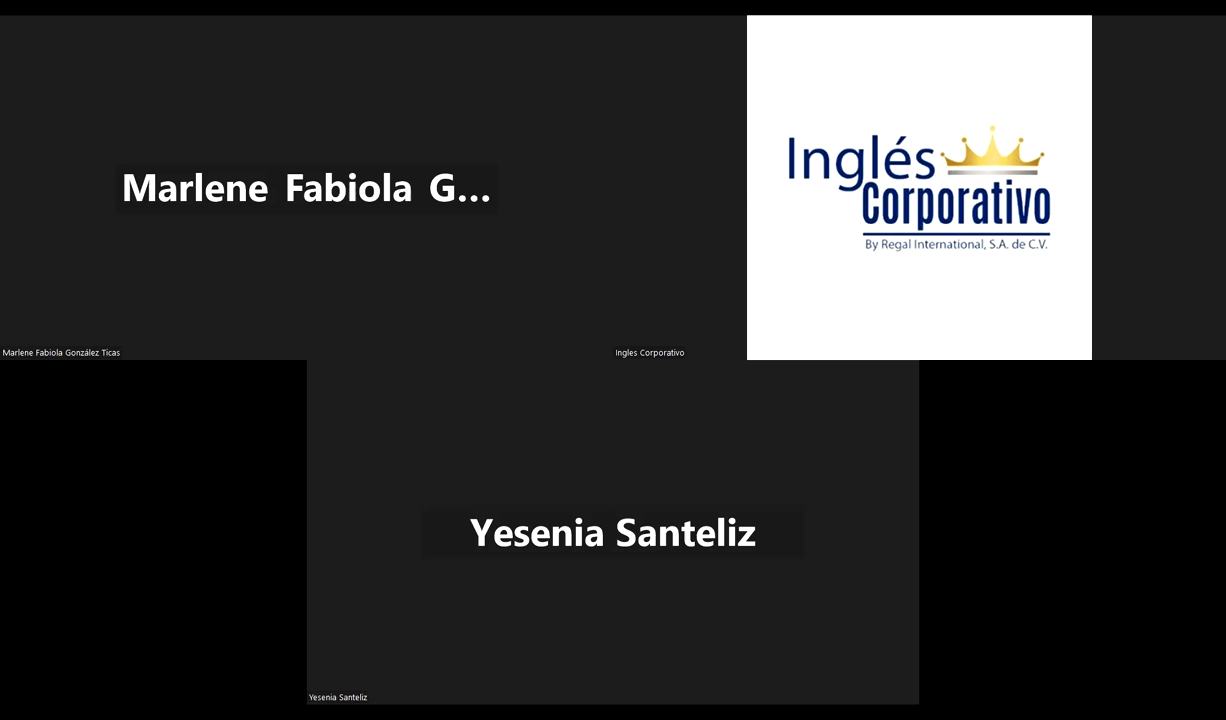 Marlene Fabiola G...
Inglés
Corporativo
By Regal International, S.A. de C.V.
Marlene Fabiola González Ticas
Ingles Corporativo
Yesenia Santeliz
Yesenia Santeliz